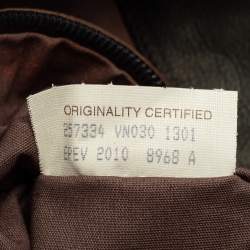 ORIGINALITY CERTIFIED
257334 VN030 1301
EPEV 2010 8968 A